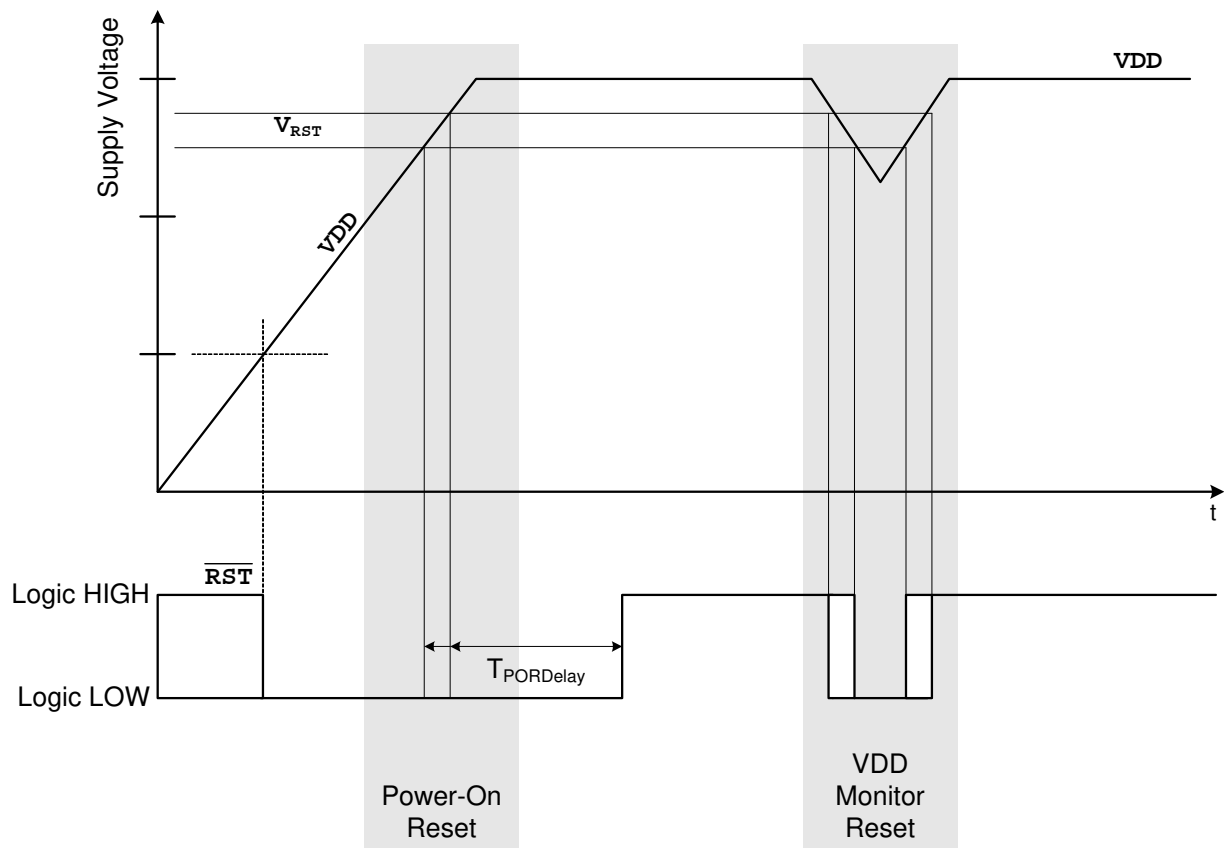 Supply Voltage
VDD
V_RST
VDD
t
RST
Logic HIGH
T_PORDelay
Logic LOW
Power-On
Reset
VDD
Monitor
Reset